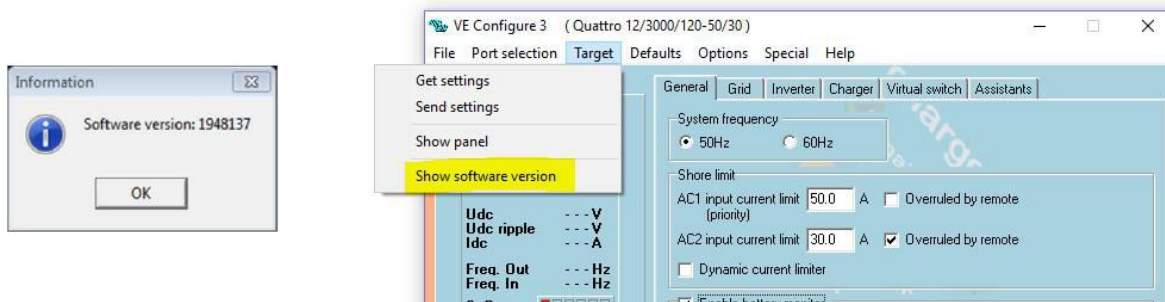 Information
Software version: 1948137
OK
VE Configure 3 ( Quattro 12/3000/120-50/30 )
File Port selection Target Defaults Options Special Help
Get settings
Send settings
Show panel
Show software version
General Grid Inverter Charger Virtual switch Assistants
System frequency
50Hz 60Hz
Shore limit
AC1 input current limit 50.0 A Overruled by remote
(priority)
AC2 input current limit 30.0 A Overruled by remote
Dynamic current limiter
Enable battery monitor
Udc - - - V
Udc ripple - - - V
Idc - - - A
Freq. Out - - - Hz
Freq. In - - - Hz